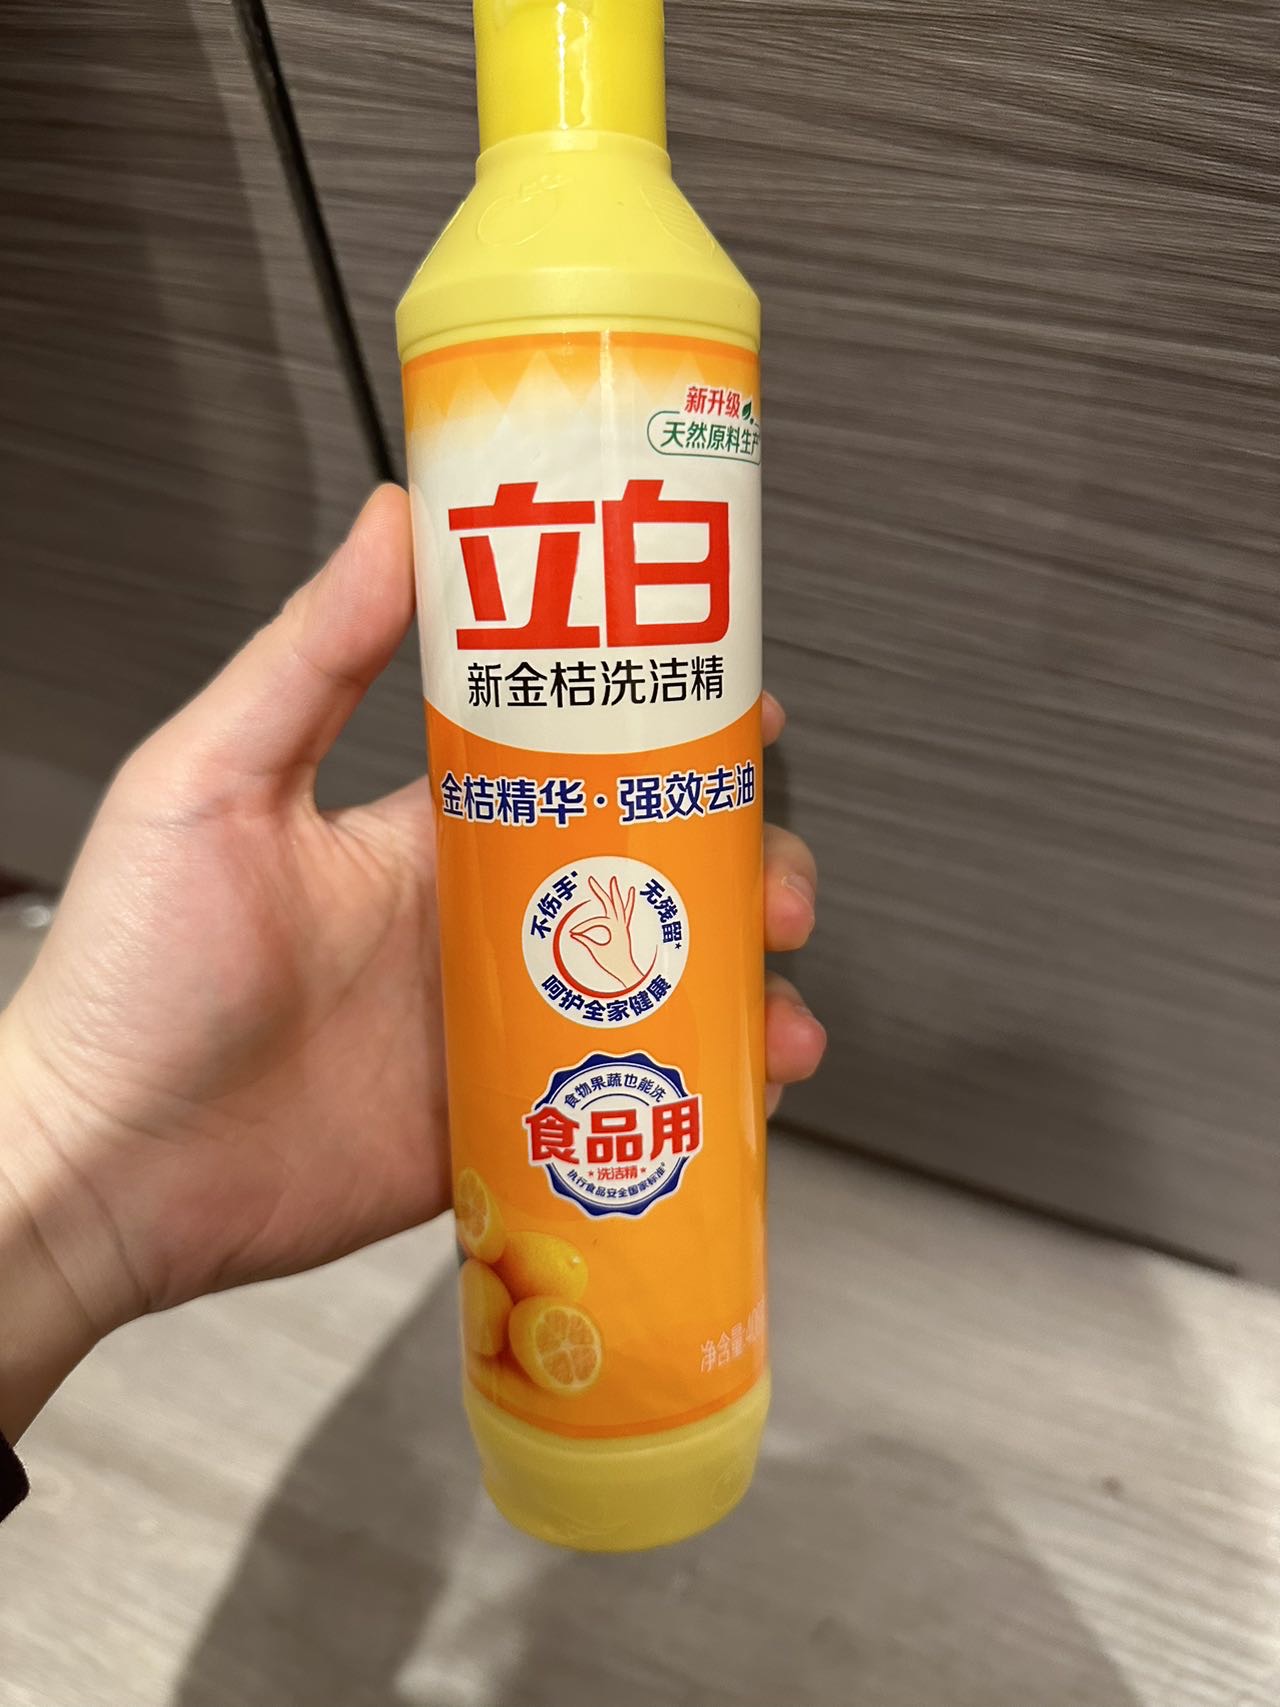 新升级
天然原料生产
立白
新金桔洗洁精
金桔精华·强效去油
不伤手*
无残留*
呵护全家健康
食物果蔬也能洗
食品用
*洗洁精*
执行食品安全国家标准
净含量: